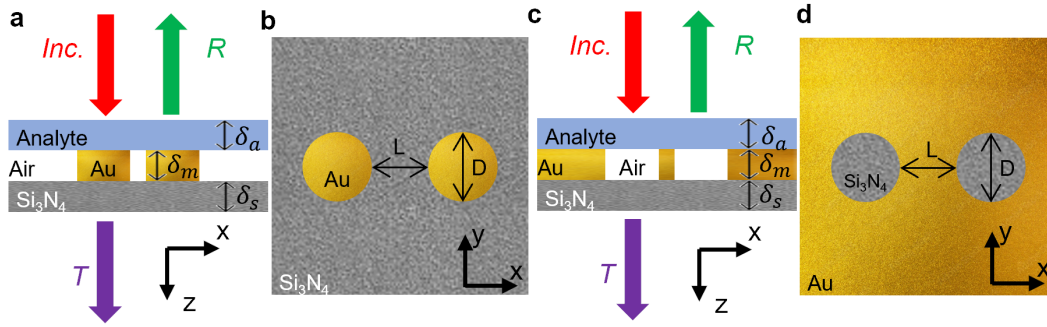 a
Inc.
R
Analyte
δₐ
Air
Au
δₘ
Si₃N₄
δₛ
T
x
z
b
Au
L
D
y
x
Si₃N₄
c
Inc.
R
Analyte
δₐ
Au
Air
δₘ
Si₃N₄
δₛ
T
x
z
d
Si₃N₄
L
D
y
x
Au